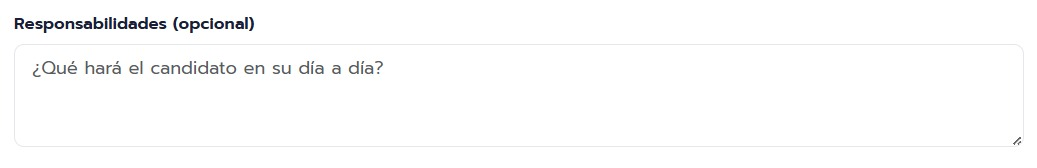 Responsabilidades (opcional)
¿Qué hará el candidato en su día a día?